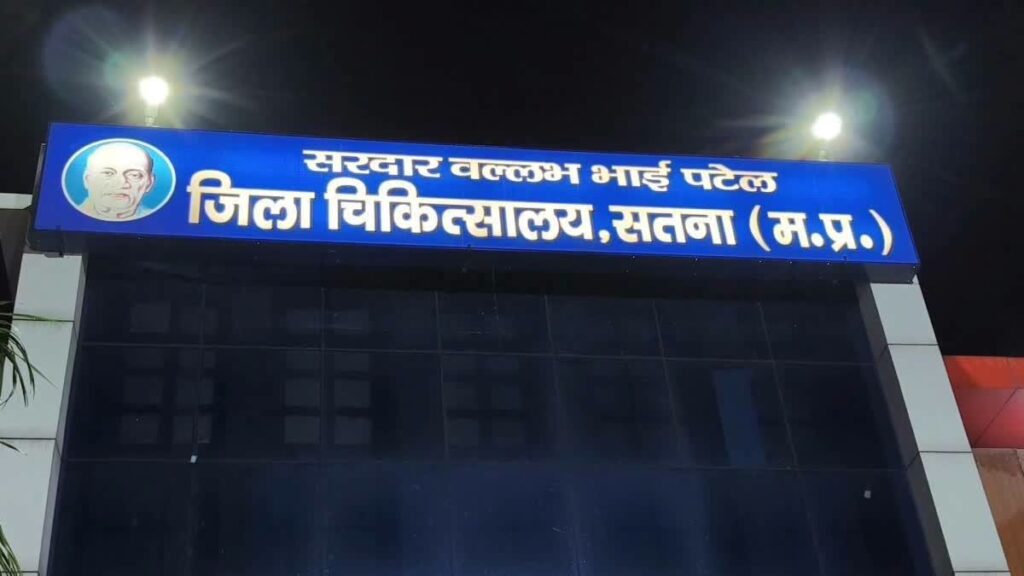 सरदार वल्लभ भाई पटेल
जिला चिकित्सालय,सतना (म.प्र.)